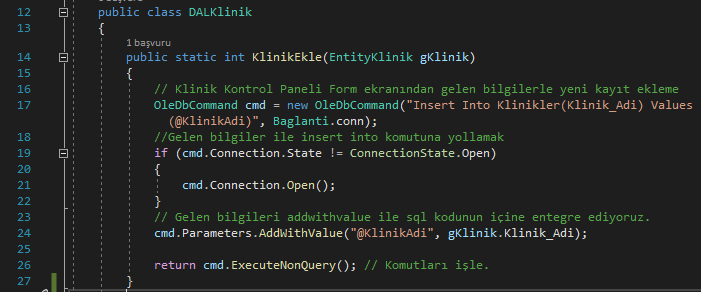 12 public class DALKlinik
13 {
1 başvuru
14 public static int KlinikEkle(EntityKlinik gKlinik)
15 {
16 // Klinik Kontrol Paneli Form ekranından gelen bilgilerle yeni kayıt ekleme
17 OleDbCommand cmd = new OleDbCommand("Insert Into Klinikler(Klinik_Adi) Values
(@KlinikAdi)", Baglanti.conn);
18 //Gelen bilgiler ile insert into komutuna yollamak
19 if (cmd.Connection.State != ConnectionState.Open)
20 {
21 cmd.Connection.Open();
22 }
23 // Gelen bilgileri addwithvalue ile sql kodunun içine entegre ediyoruz.
24 cmd.Parameters.AddWithValue("@KlinikAdi", gKlinik.Klinik_Adi);
25
26 return cmd.ExecuteNonQuery(); // Komutları işle.
27 }